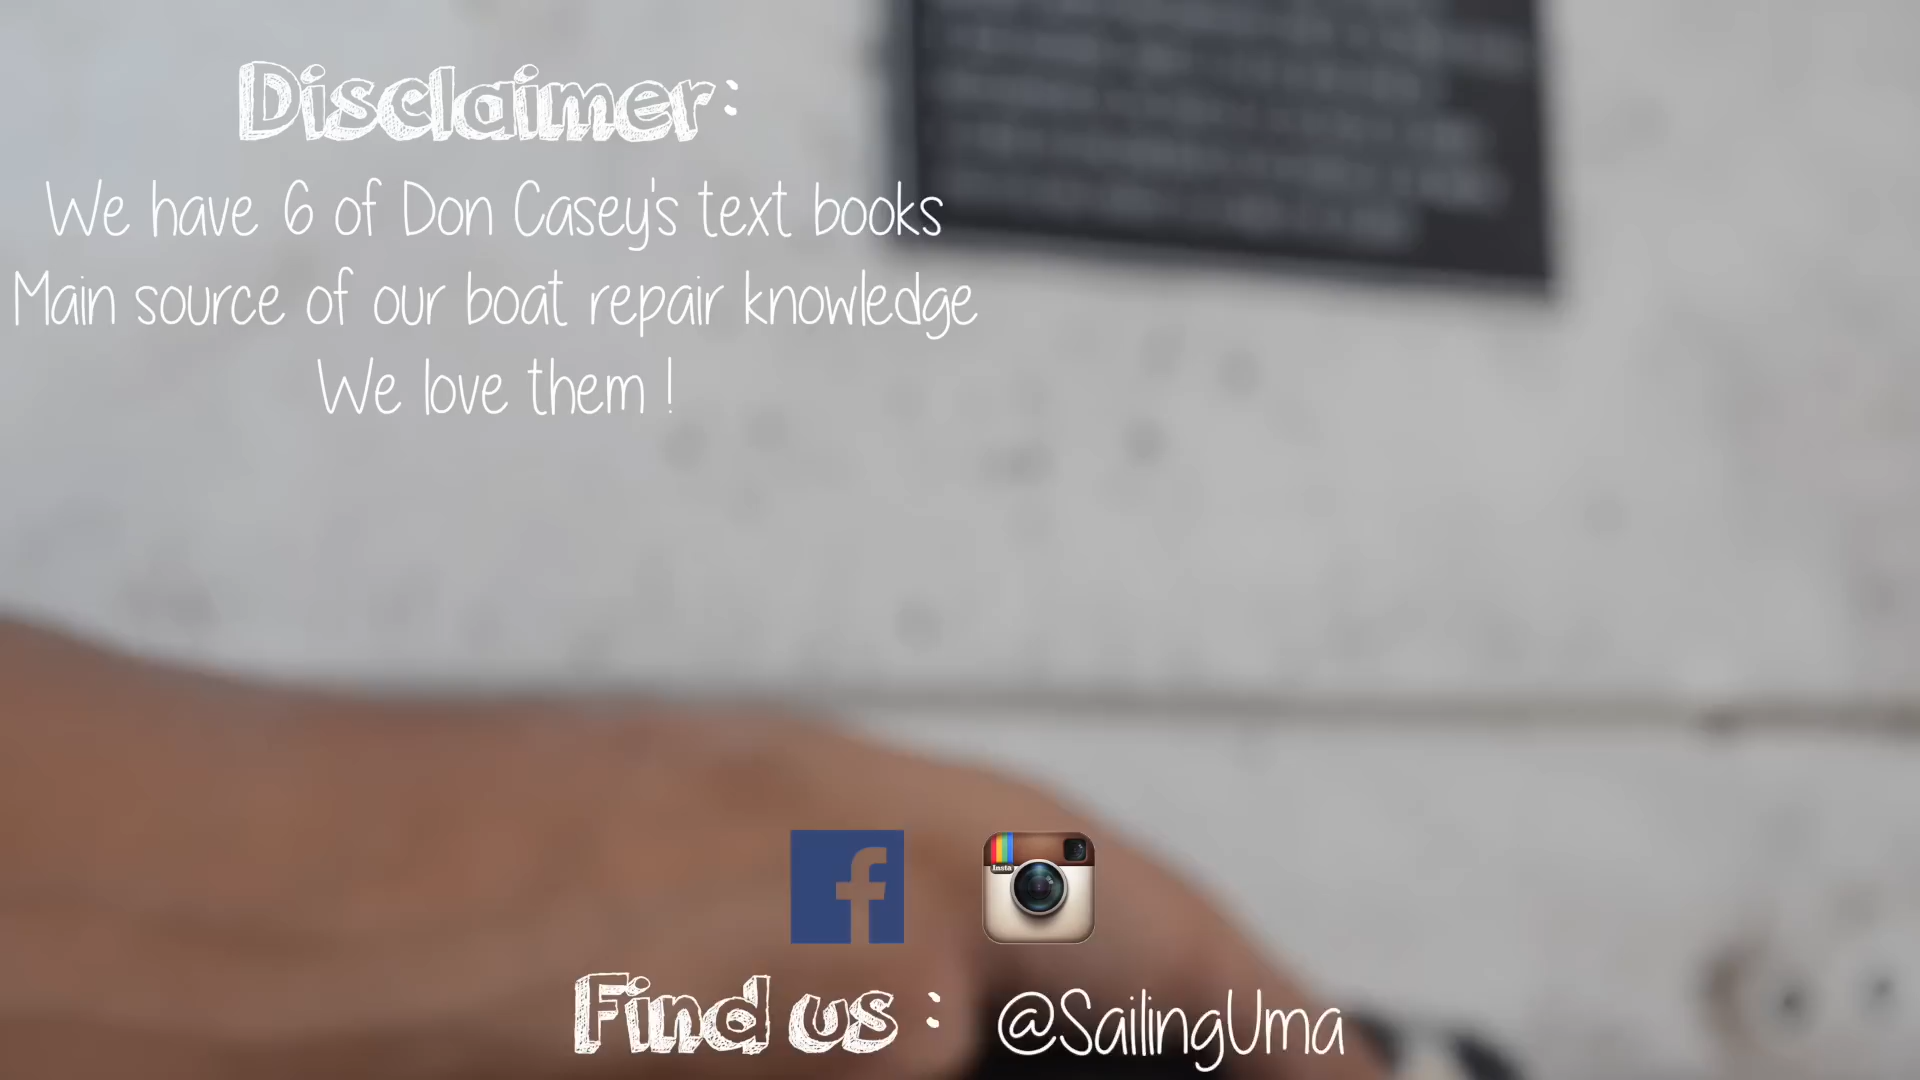 Disclaimer:
We have 6 of Don Casey's text books
Main source of our boat repair knowledge
We love them !
Insta
Find us : @SailingUma